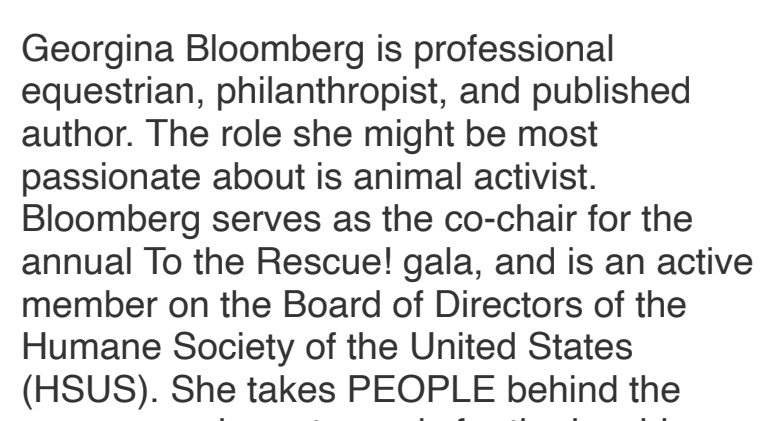 Georgina Bloomberg is professional
equestrian, philanthropist, and published
author. The role she might be most
passionate about is animal activist.
Bloomberg serves as the co-chair for the
annual To the Rescue! gala, and is an active
member on the Board of Directors of the
Humane Society of the United States
(HSUS). She takes PEOPLE behind the